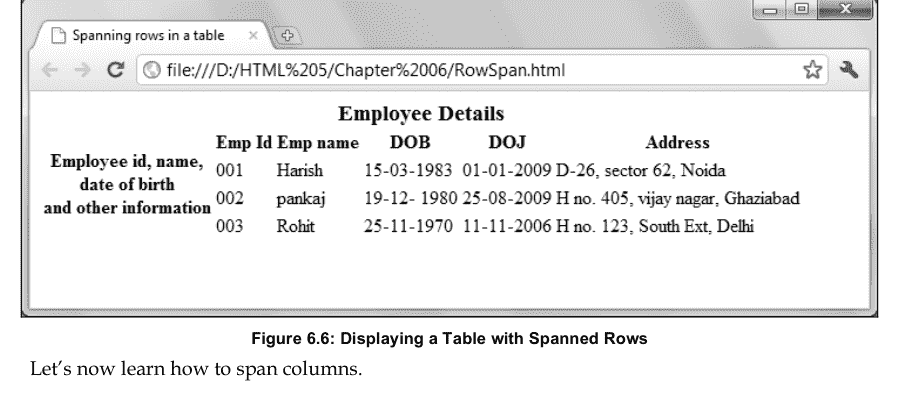 Spanning rows in a table
file:///D:/HTML%205/Chapter%2006/RowSpan.html
Employee Details
Employee id, name,
date of birth
and other information
Emp Id Emp name DOB DOJ Address
001 Harish 15-03-1983 01-01-2009 D-26, sector 62, Noida
002 pankaj 19-12- 1980 25-08-2009 H no. 405, vijay nagar, Ghaziabad
003 Rohit 25-11-1970 11-11-2006 H no. 123, South Ext, Delhi
Figure 6.6: Displaying a Table with Spanned Rows
Let's now learn how to span columns.